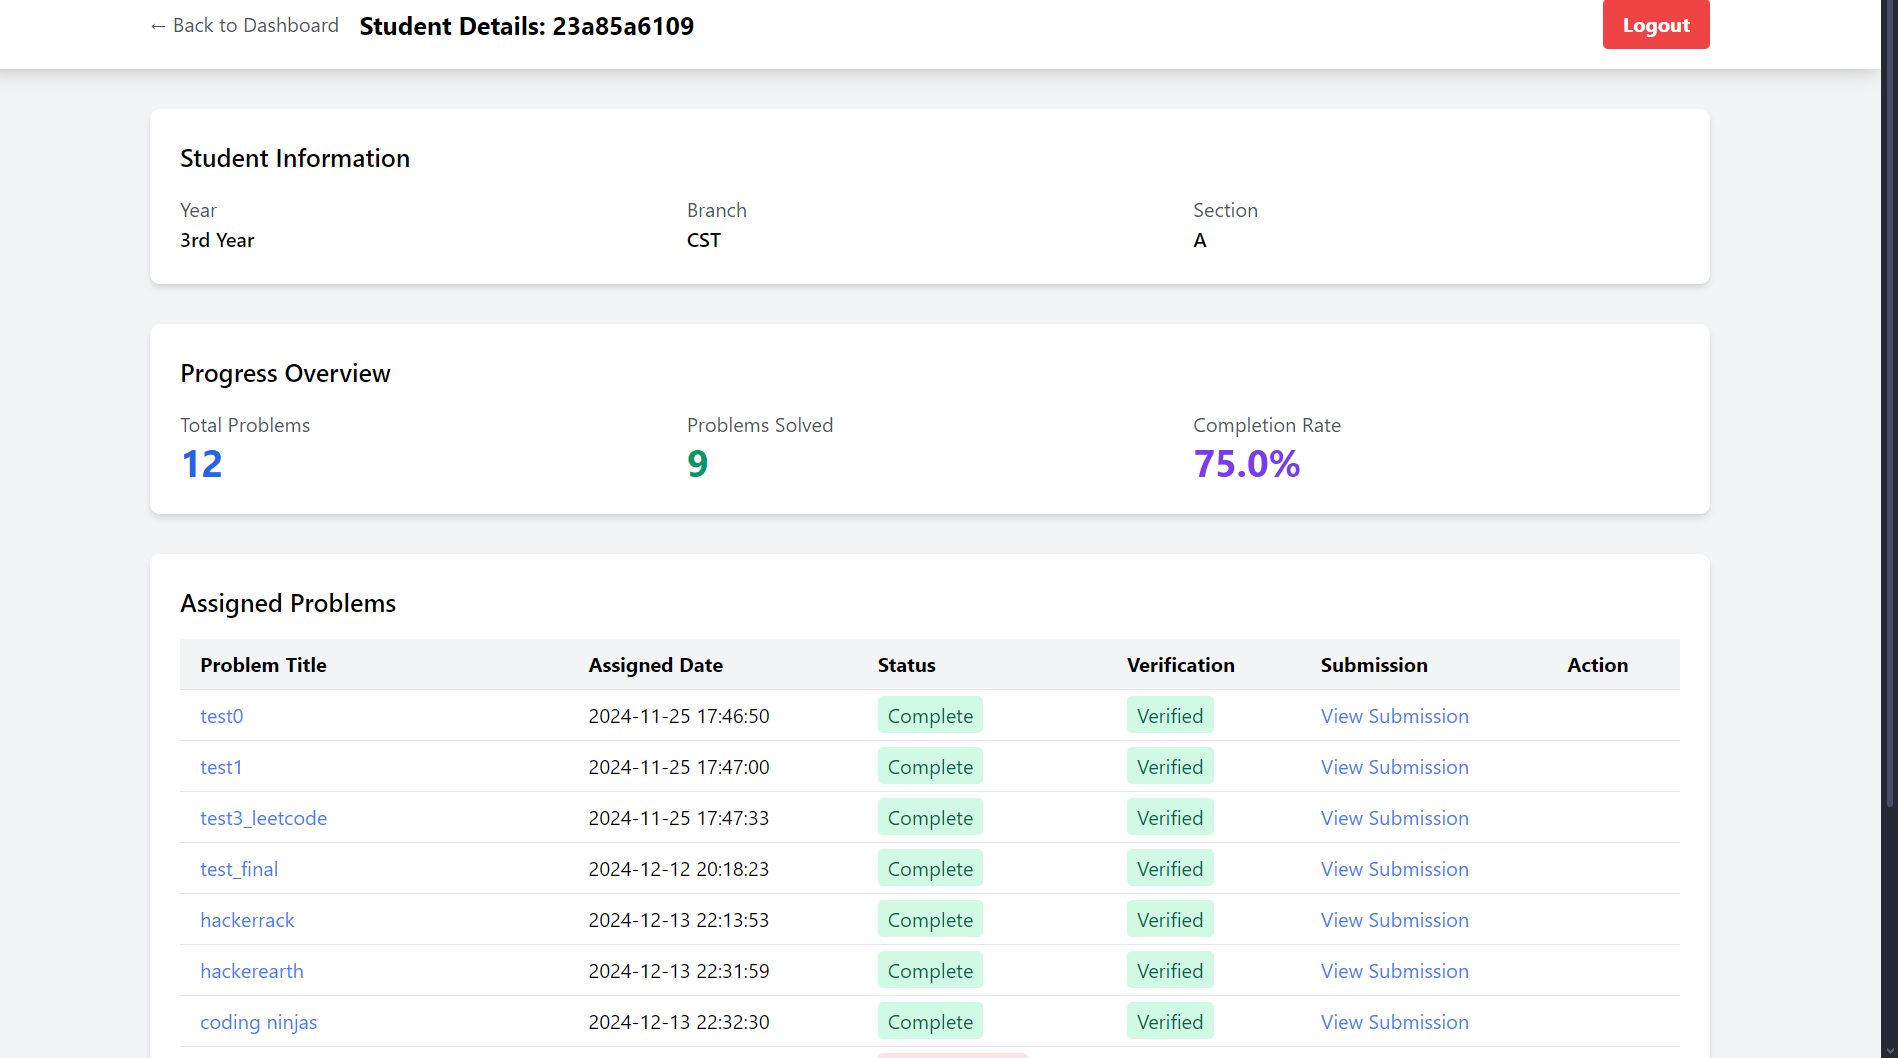 ← Back to Dashboard Student Details: 23a85a6109 Logout
Student Information
Year Branch Section
3rd Year CST A
Progress Overview
Total Problems Problems Solved Completion Rate
12 9 75.0%
Assigned Problems
Problem Title Assigned Date Status Verification Submission Action
test0 2024-11-25 17:46:50 Complete Verified View Submission
test1 2024-11-25 17:47:00 Complete Verified View Submission
test3_leetcode 2024-11-25 17:47:33 Complete Verified View Submission
test_final 2024-12-12 20:18:23 Complete Verified View Submission
hackerrack 2024-12-13 22:13:53 Complete Verified View Submission
hackerearth 2024-12-13 22:31:59 Complete Verified View Submission
coding ninjas 2024-12-13 22:32:30 Complete Verified View Submission